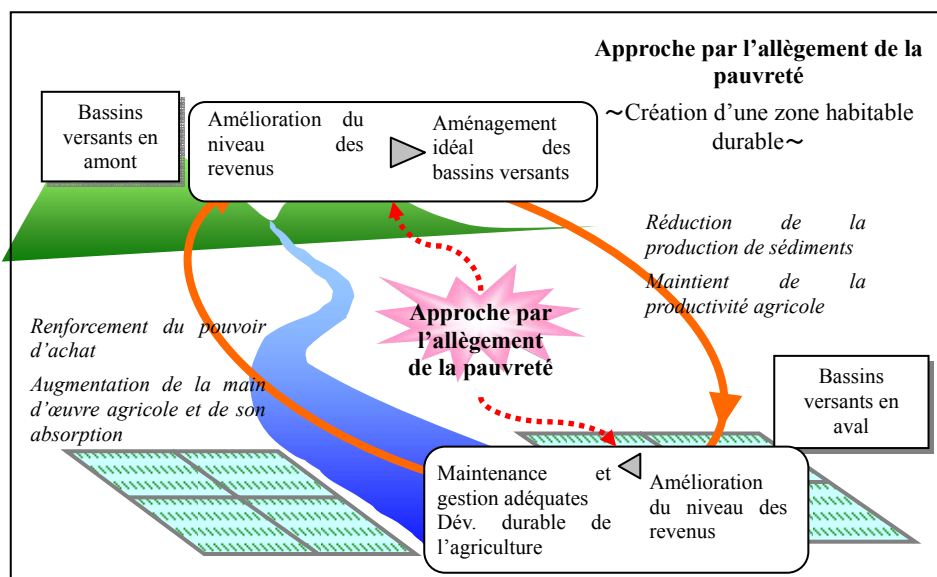 Approche par l’allègement de la
pauvreté
～Création d’une zone habitable
durable～
Bassins
versants en
amont
Amélioration du
niveau des
revenus
Aménagement
idéal des
bassins versants
Réduction de la
production de sédiments
Maintient de la
productivité agricole
Approche par
l’allègement
de la pauvreté
Renforcement du pouvoir
d’achat
Augmentation de la main
d’œuvre agricole et de son
absorption
Bassins
versants en
aval
Maintenance et
gestion adéquates
Dév. durable de
l’agriculture
Amélioration
du niveau des
revenus